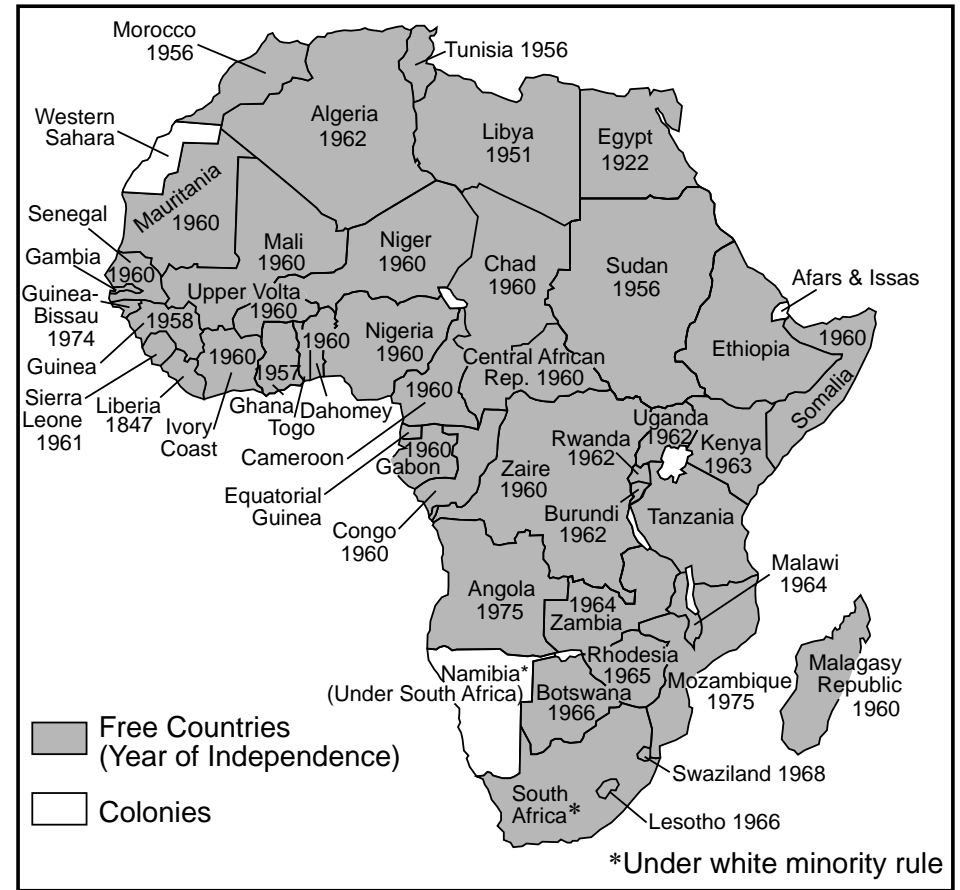 Morocco
1956
Tunisia 1956
Western
Sahara
Algeria
1962
Libya
1951
Egypt
1922
Mauritania
1960
Senegal
1960
Mali
1960
Niger
1960
Chad
1960
Sudan
1956
Afars & Issas
Gambia
Guinea-
Bissau
1974
Upper Volta
1960
1958
Guinea
Nigeria
1960
Central African
Rep. 1960
Ethiopia
1960
Somalia
Sierra
Leone
1961
Liberia
1847
1960
Ivory
Coast
1957
Ghana
Togo
1960
Dahomey
1960
Cameroon
1960
Gabon
Equatorial
Guinea
Congo
1960
Zaire
1960
Uganda
1962
Rwanda
1962
Kenya
1963
Burundi
1962
Tanzania
Malawi
1964
Angola
1975
1964
Zambia
Rhodesia
1965
Mozambique
1975
Malagasy
Republic
1960
Namibia*
(Under South Africa)
Botswana
1966
Swaziland 1968
South
Africa*
Lesotho 1966
Free Countries
(Year of Independence)
Colonies
*Under white minority rule